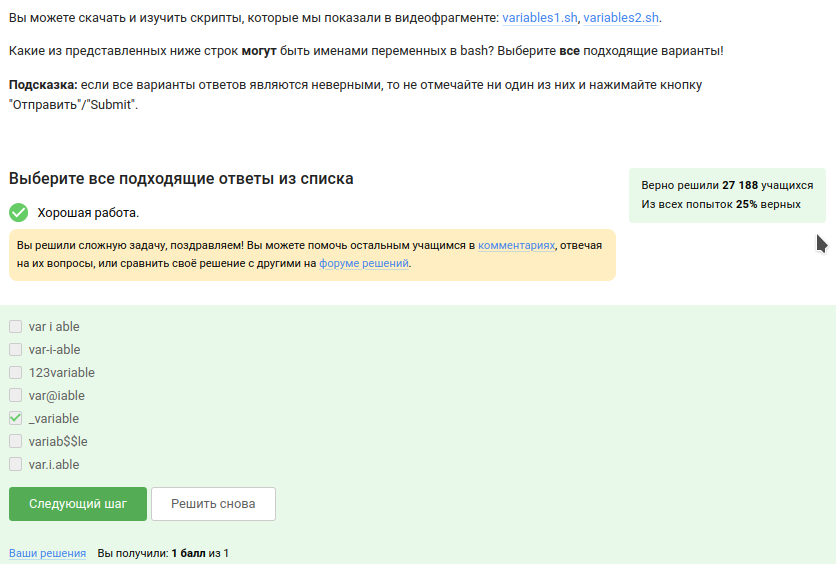 Вы можете скачать и изучить скрипты, которые мы показали в видеофрагменте: variables1.sh, variables2.sh.
Какие из представленных ниже строк могут быть именами переменных в bash? Выберите все подходящие варианты!
Подсказка: если все варианты ответов являются неверными, то не отмечайте ни один из них и нажимайте кнопку
"Отправить"/"Submit".
Выберите все подходящие ответы из списка
Верно решили 27 188 учащихся
Из всех попыток 25% верных
Хорошая работа.
Вы решили сложную задачу, поздравляем! Вы можете помочь остальным учащимся в комментариях, отвечая
на их вопросы, или сравнить своё решение с другими на форуме решений.
var i able
var-i-able
123variable
var@iable
_variable
variab$$le
var.i.able
Следующий шаг
Решить снова
Ваши решения Вы получили: 1 балл из 1